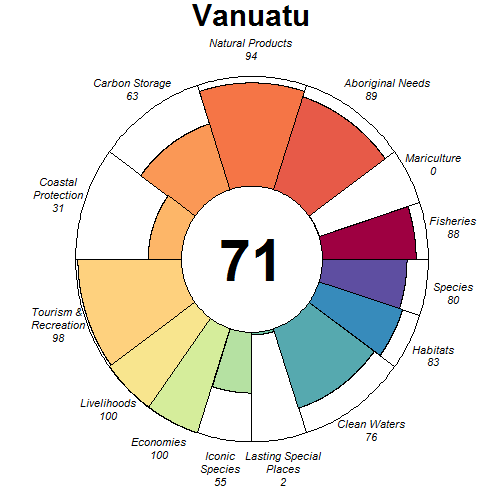 Vanuatu
Natural Products
94
Carbon Storage
63
Aboriginal Needs
89
Mariculture
0
Coastal
Protection
31
Fisheries
88
71
Species
80
Tourism &
Recreation
98
Habitats
83
Livelihoods
100
Clean Waters
76
Economies
100
Iconic
Species
55
Lasting Special
Places
2